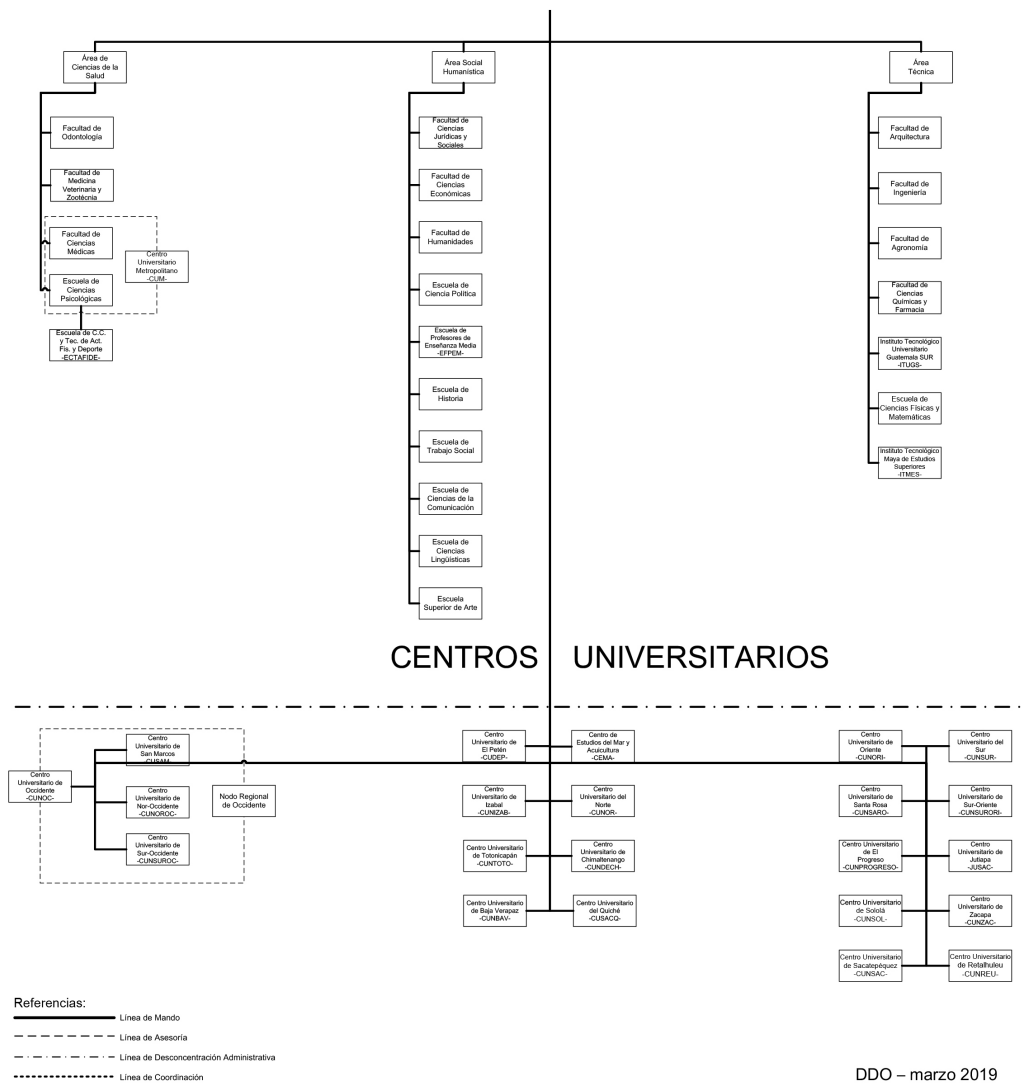 Área de
Ciencias de la
Salud
Facultad de
Odontología
Facultad de
Medicina
Veterinaria y
Zootécnia
Facultad de
Ciencias
Médicas
Centro
Universitario
Metropolitano
-CUM-
Escuela de
Ciencias
Psicológicas
Escuela de C.C.
y Tec. de Act.
Fis. y Deporte
-ECTAFIDE-
Área Social
Humanística
Facultad de
Ciencias
Jurídicas y
Sociales
Facultad de
Ciencias
Económicas
Facultad de
Humanidades
Escuela de
Ciencia Política
Escuela de
Profesores de
Enseñanza Media
-EFPEM-
Escuela de
Historia
Escuela de
Trabajo Social
Escuela de
Ciencias de la
Comunicación
Escuela de
Ciencias
Lingüisticas
Escuela
Superior de Arte
Área
Técnica
Facultad de
Arquitectura
Facultad de
Ingeniería
Facultad de
Agronomía
Facultad de
Ciencias
Químicas y
Farmacia
Instituto Tecnológico
Universitario
Guatemala SUR
-ITUGS-
Escuela de
Ciencias Físicas y
Matemáticas
Instituto Tecnológico
Maya de Estudios
Superiores
-ITMES-
CENTROS UNIVERSITARIOS
Centro
Universitario de
Occidente
-CUNOC-
Centro
Universitario de
San Marcos
-CUSAM-
Centro
Universitario de
Nor-Occidente
-CUNOROC-
Centro
Universitario de
Sur-Occidente
-CUNSUROC-
Nodo Regional
de Occidente
Centro
Universitario de
El Petén
-CUDEP-
Centro de
Estudios del Mar y
Acuicultura
-CEMA-
Centro
Universitario de
Izabal
-CUNIZAB-
Centro
Universitario del
Norte
-CUNOR-
Centro Universitario
de Totonicapán
-CUNTOTO-
Centro
Universitario de
Chimaltenango
-CUNDECH-
Centro Universitario
de Baja Verapaz
-CUNBAV-
Centro Universitario
del Quiché
-CUSACQ-
Centro
Universitario de
Oriente
-CUNORI-
Centro
Universitario del
Sur
-CUNSUR-
Centro
Universitario de
Santa Rosa
-CUNSARO-
Centro
Universitario de
Sur-Oriente
-CUNSURORI-
Centro Universitario
de El
Progreso
-CUNPROGRESO-
Centro
Universitario de
Jutiapa
-JUSAC-
Centro Universitario
de Sololá
-CUNSOL-
Centro
Universitario de
Zacapa
-CUNZAC-
Centro Universitario
de Sacatepéquez
-CUNSAC-
Centro Universitario
de Retalhuleu
-CUNREU-
Referencias:
Línea de Mando
Línea de Asesoría
Línea de Desconcentración Administrativa
Línea de Coordinación
DDO – marzo 2019